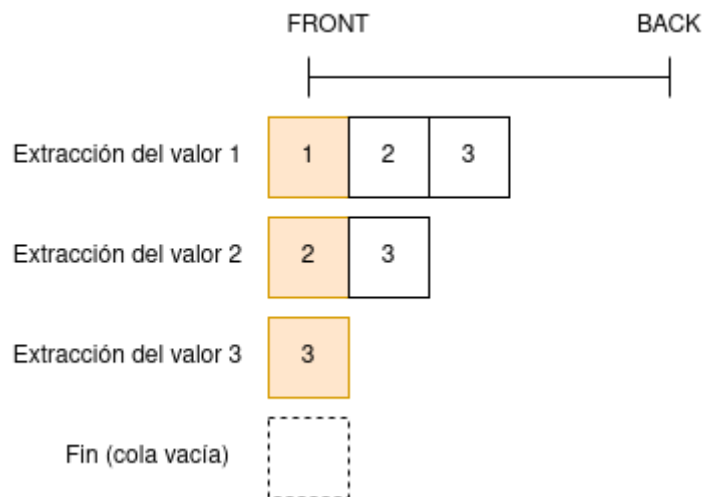 FRONT BACK
Extracción del valor 1 1 2 3
Extracción del valor 2 2 3
Extracción del valor 3 3
Fin (cola vacía)